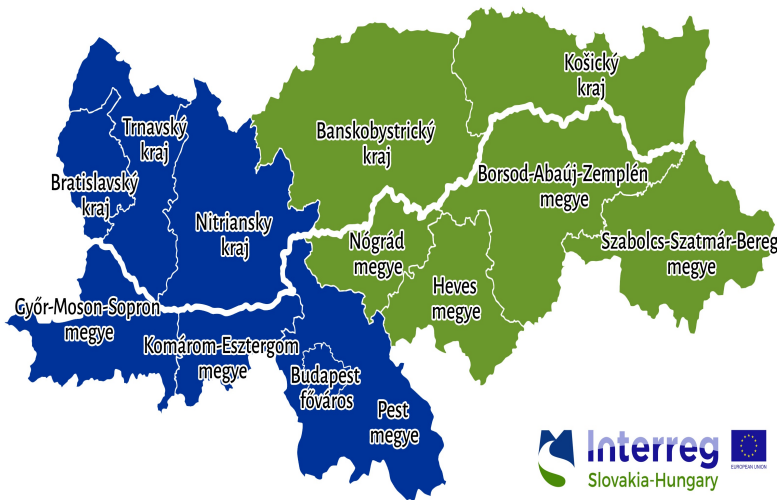 Košický
kraj
Trnavský
kraj
Banskobystrický
kraj
Bratislavský
kraj
Borsod-Abaúj-Zemplén
megye
Nitriansky
kraj
Nógrád
megye
Szabolcs-Szatmár-Bereg
megye
Heves
megye
Győr-Moson-Sopron
megye
Komárom-Esztergom
megye
Budapest
főváros
Pest
megye
Interreg
EUROPEAN UNION
Slovakia-Hungary